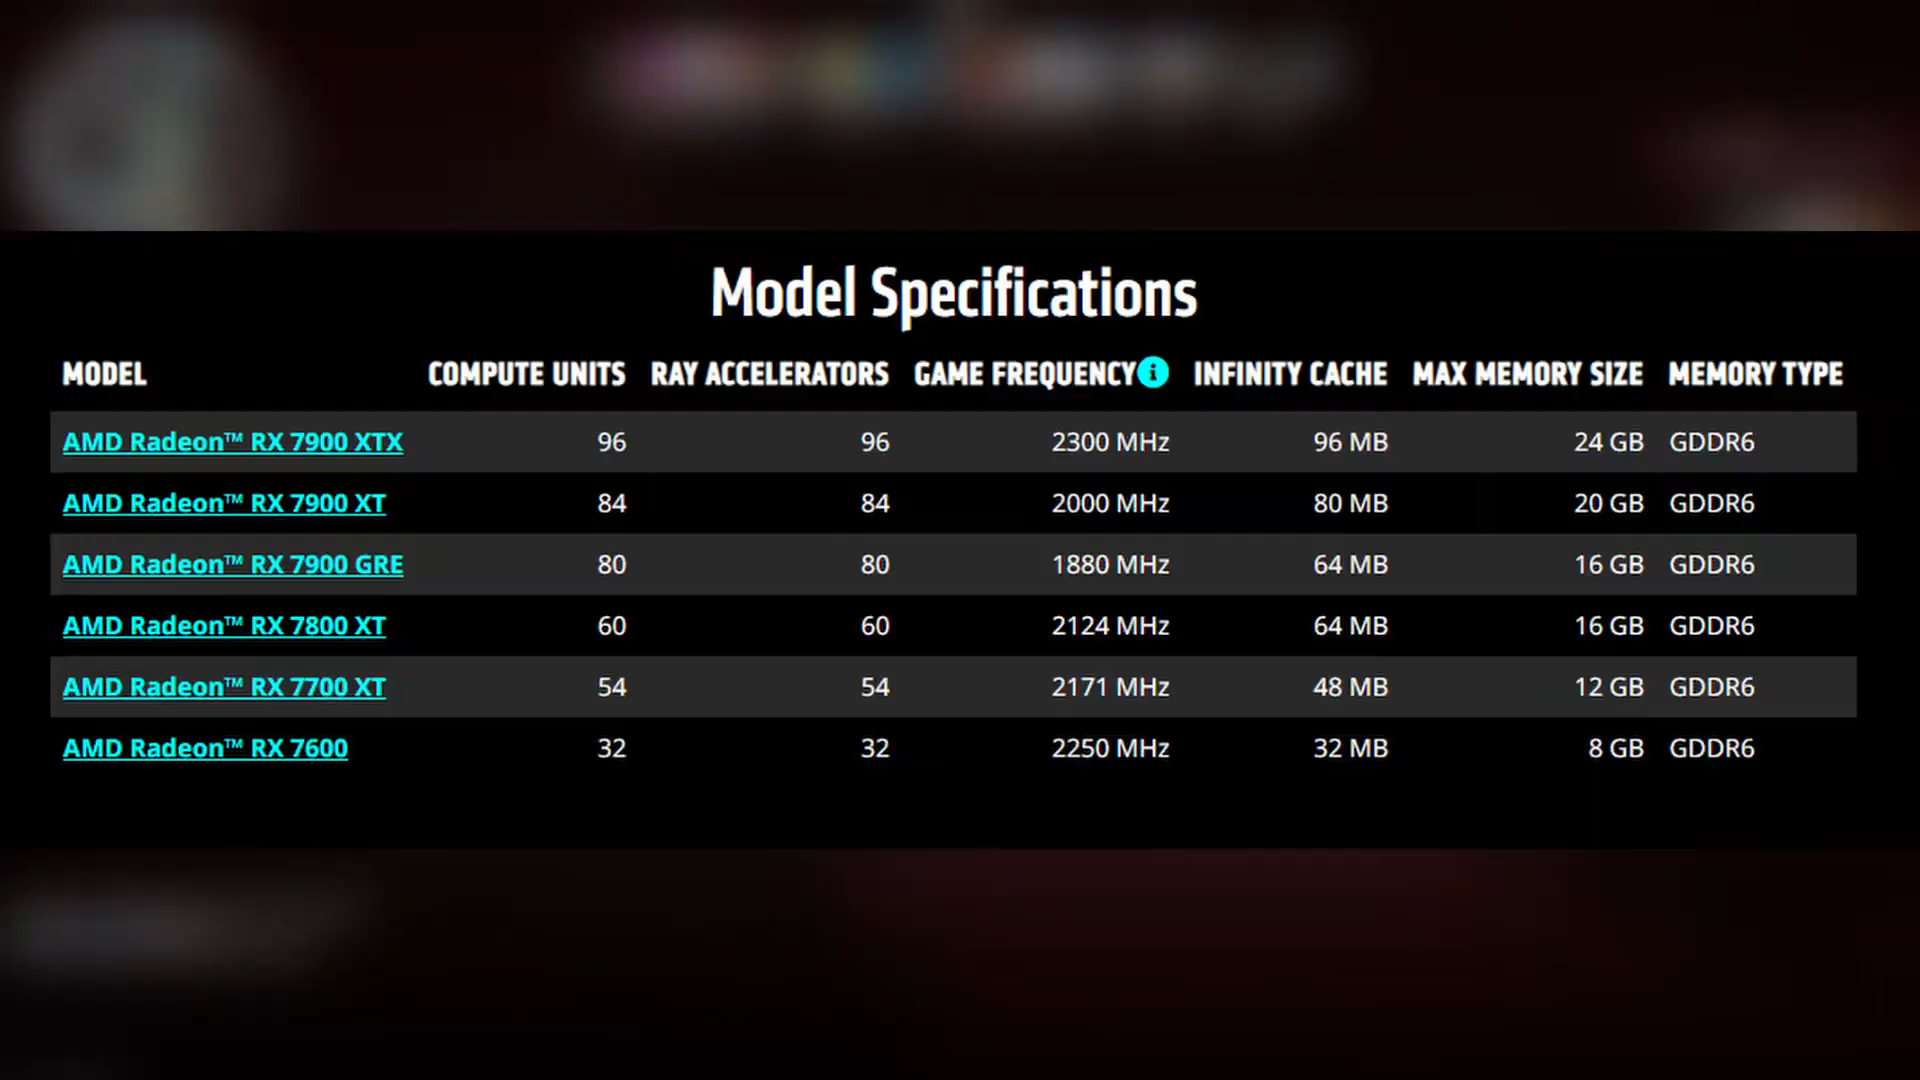 Model Specifications
MODEL COMPUTE UNITS RAY ACCELERATORS GAME FREQUENCY INFINITY CACHE MAX MEMORY SIZE MEMORY TYPE
AMD Radeon™ RX 7900 XTX 96 96 2300 MHz 96 MB 24 GB GDDR6
AMD Radeon™ RX 7900 XT 84 84 2000 MHz 80 MB 20 GB GDDR6
AMD Radeon™ RX 7900 GRE 80 80 1880 MHz 64 MB 16 GB GDDR6
AMD Radeon™ RX 7800 XT 60 60 2124 MHz 64 MB 16 GB GDDR6
AMD Radeon™ RX 7700 XT 54 54 2171 MHz 48 MB 12 GB GDDR6
AMD Radeon™ RX 7600 32 32 2250 MHz 32 MB 8 GB GDDR6